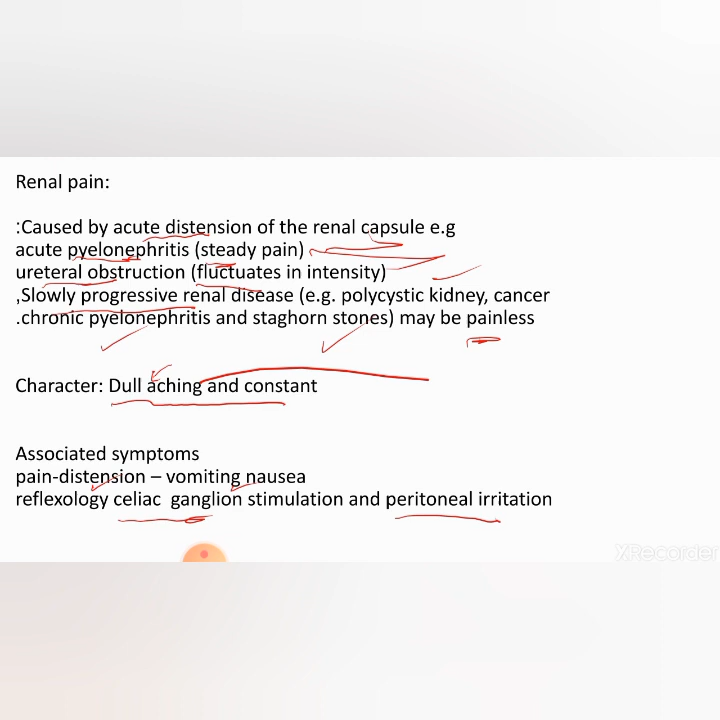 Renal pain:
:Caused by acute distension of the renal capsule e.g
acute pyelonephritis (steady pain)
ureteral obstruction (fluctuates in intensity)
,Slowly progressive renal disease (e.g. polycystic kidney, cancer
.chronic pyelonephritis and staghorn stones) may be painless
Character: Dull aching and constant
Associated symptoms
pain-distension – vomiting nausea
reflexology celiac  ganglion stimulation and peritoneal irritation
XRecorder